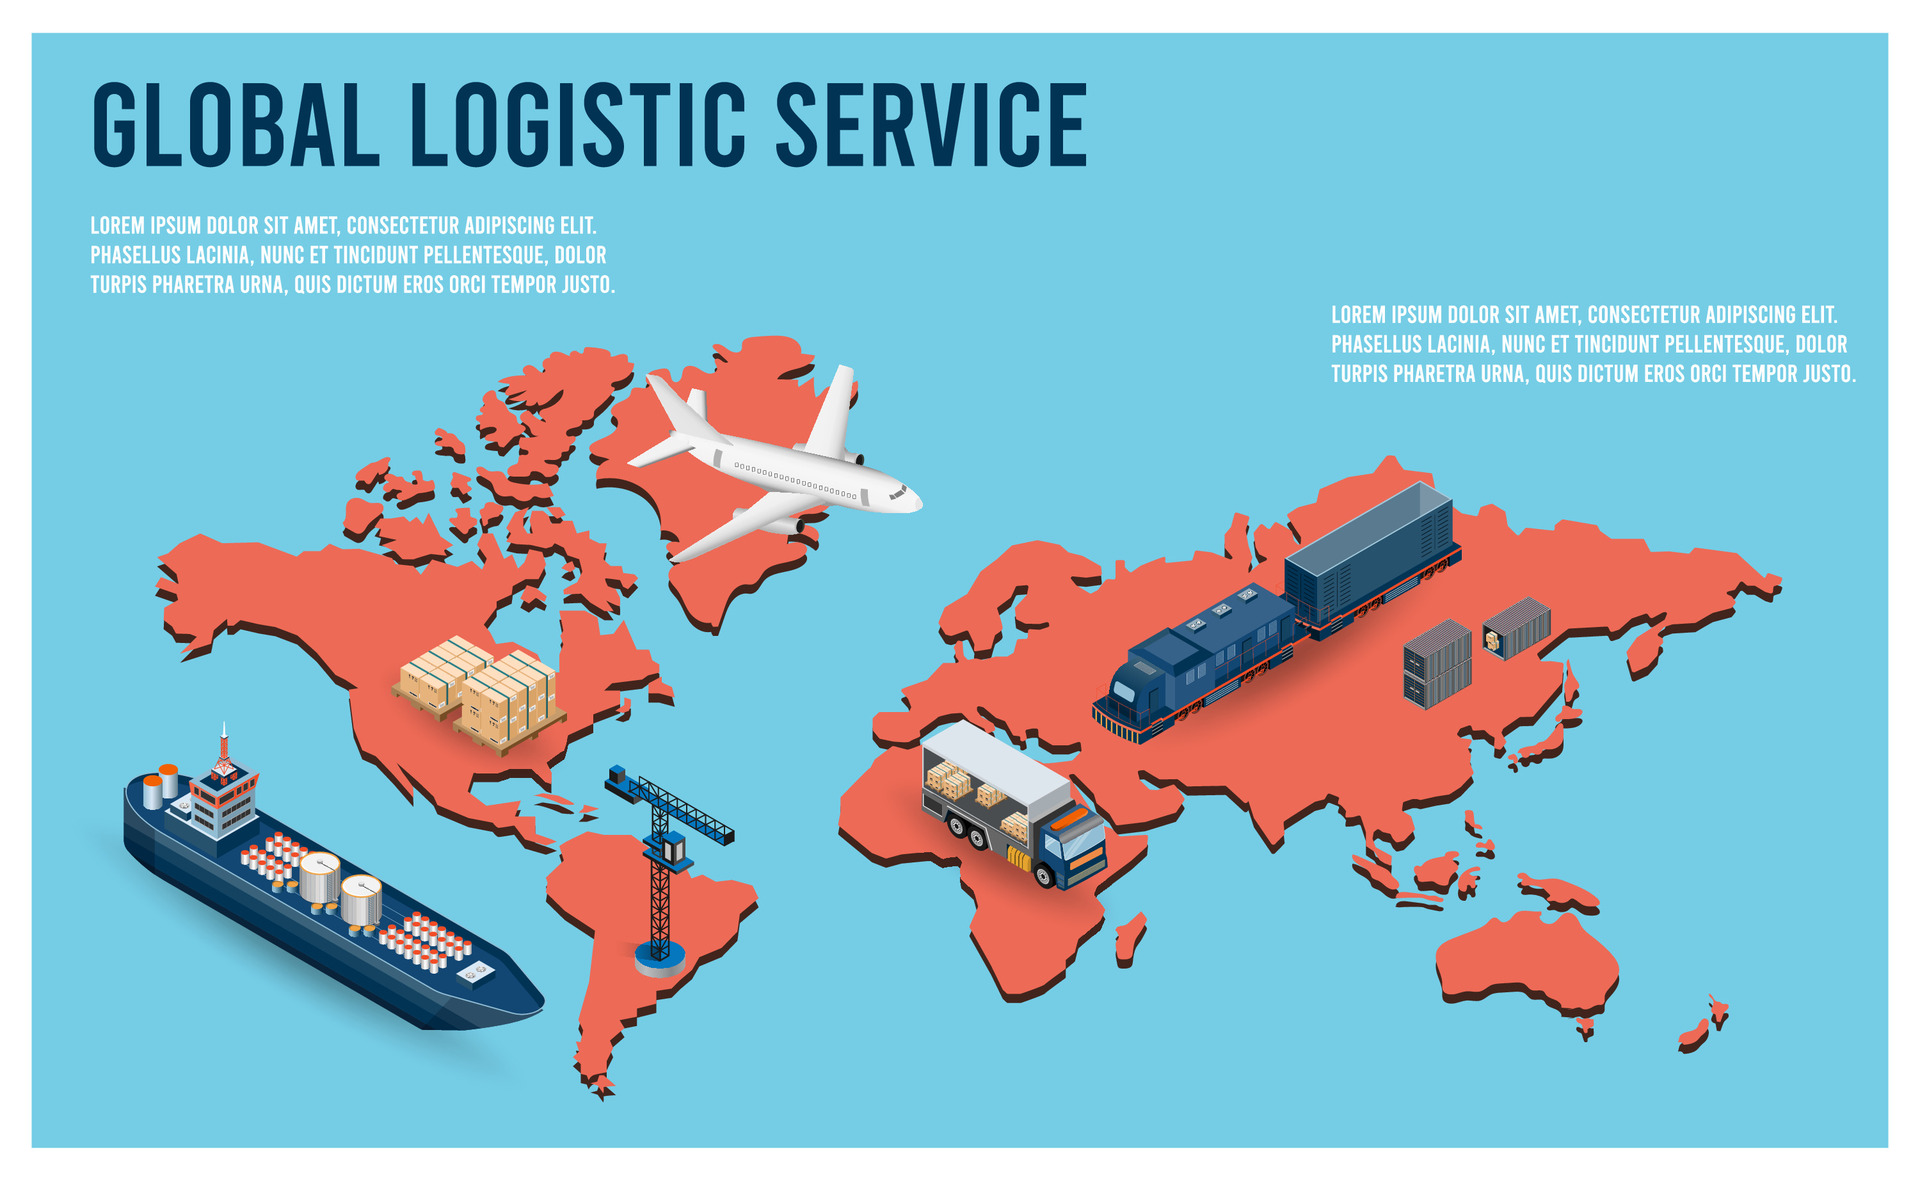 GLOBAL LOGISTIC SERVICE
LOREM IPSUM DOLOR SIT AMET, CONSECTETUR ADIPISCING ELIT.
PHASELLUS LACINIA, NUNC ET TINCIDUNT PELLENTESQUE, DOLOR
TURPIS PHARETRA URNA, QUIS DICTUM EROS ORCI TEMPOR JUSTO.
LOREM IPSUM DOLOR SIT AMET, CONSECTETUR ADIPISCING ELIT.
PHASELLUS LACINIA, NUNC ET TINCIDUNT PELLENTESQUE, DOLOR
TURPIS PHARETRA URNA, QUIS DICTUM EROS ORCI TEMPOR JUSTO.